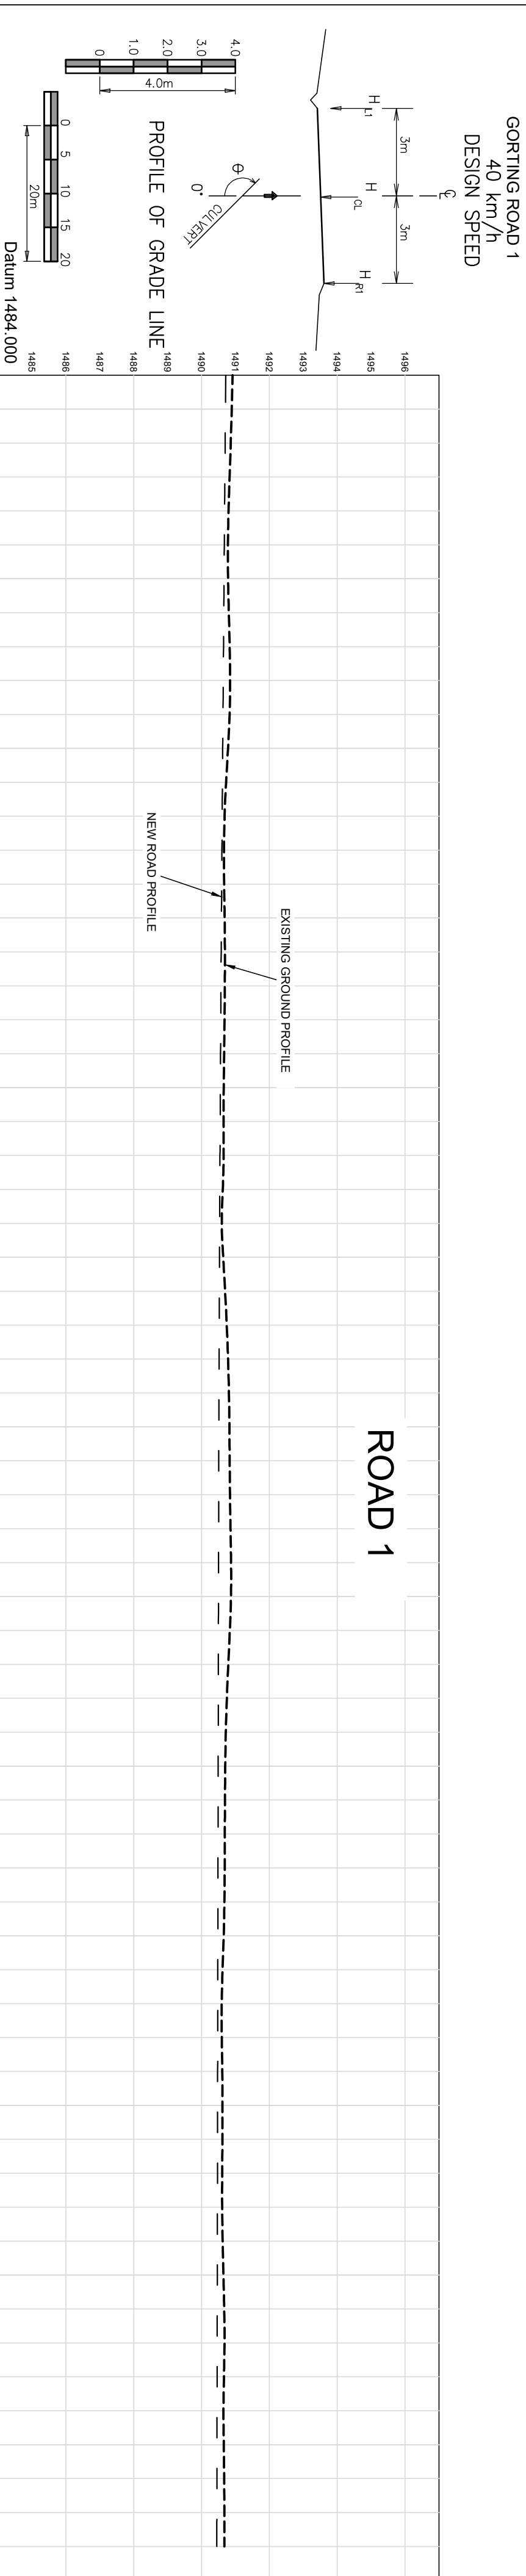 GORTING ROAD 1
40 km/h
DESIGN SPEED
℄
3m
3m
H L1
H CL
H R1
Θ
0°
CULVERT
PROFILE OF GRADE LINE
4.0
3.0
2.0
1.0
0
4.0m
0
5
10
15
20
20m
Datum 1484.000
1496
1495
1494
1493
1492
1491
1490
1489
1488
1487
1486
1485
ROAD 1
EXISTING GROUND PROFILE
NEW ROAD PROFILE